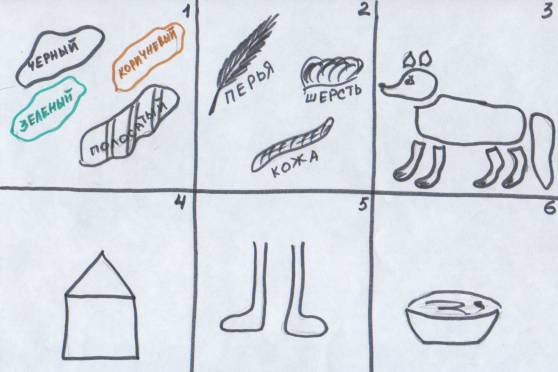 1
ЧЕРНЫЙ
КОРИЧНЕВЫЙ
ЗЕЛЕНЫЙ
ПОЛОСАТЫЙ
2
ПЕРЬЯ
ШЕРСТЬ
КОЖА
3
4
5
6